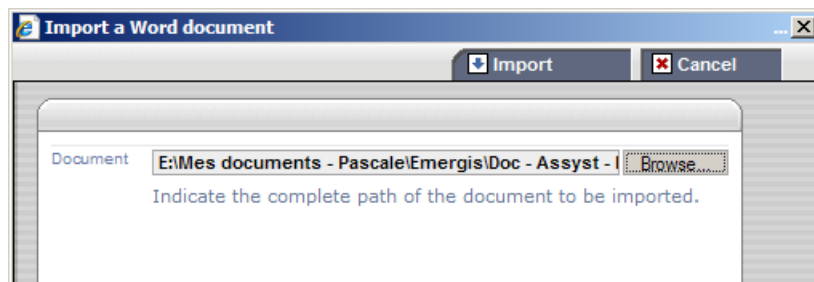 Import a Word document ...
Import Cancel
Document E:\Mes documents - Pascale\Emergis\Doc - Assyst - Browse...
Indicate the complete path of the document to be imported.